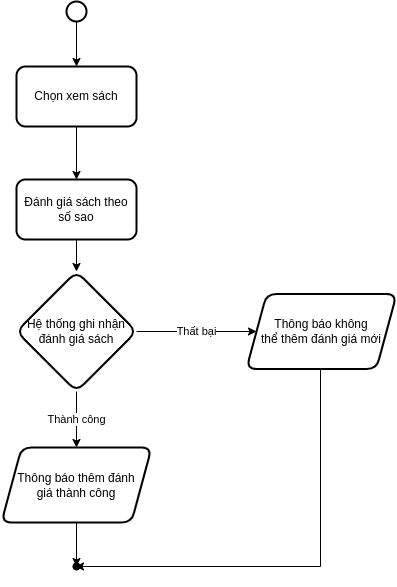 Chọn xem sách
Đánh giá sách theo
số sao
Hệ thống ghi nhận
đánh giá sách
Thất bại
Thông báo không
thể thêm đánh giá mới
Thành công
Thông báo thêm đánh
giá thành công